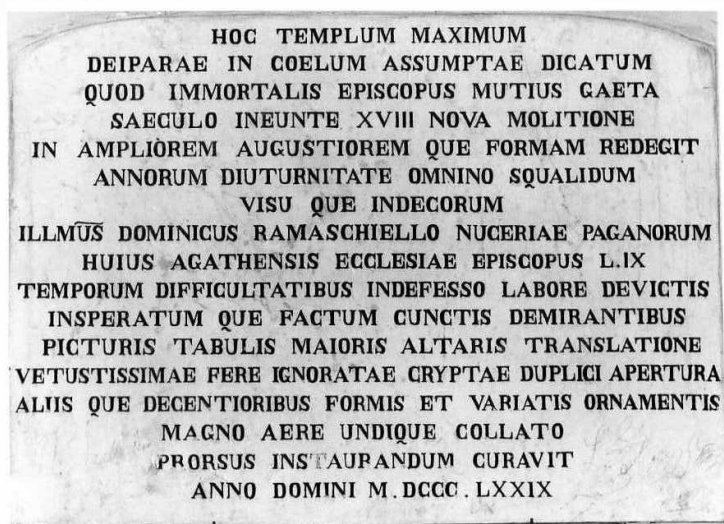 HOC TEMPLUM MAXIMUM
DEIPARAE IN COELUM ASSUMPTAE DICATUM
QUOD IMMORTALIS EPISCOPUS MUTIUS GAETA
SAECULO INEUNTE XVIII NOVA MOLITIONE
IN AMPLIOREM AUGUSTIOREM QUE FORMAM REDEGIT
ANNORUM DIUTURNITATE OMNINO SQUALIDUM
VISU QUE INDECORUM
ILLMUS DOMINICUS RAMASCHIELLO NUCERIAE PAGANORUM
HUIUS AGATHENSIS ECCLESIAE EPISCOPUS L.IX
TEMPORUM DIFFICULTATIBUS INDEFESSO LABORE DEVICTIS
INSPERATUM QUE FACTUM CUNCTIS DEMIRANTIBUS
PICTURIS TABULIS MAIORIS ALTARIS TRANSLATIONE
VETUSTISSIMAE FERE IGNORATAE CRYPTAE DUPLICI APERTURA
ALIIS QUE DECENTIORIBUS FORMIS ET VARIATIS ORNAMENTIS
MAGNO AERE UNDIQUE COLLATO
PRORSUS INSTAURANDUM CURAVIT
ANNO DOMINI M.DCCC.LXXIX